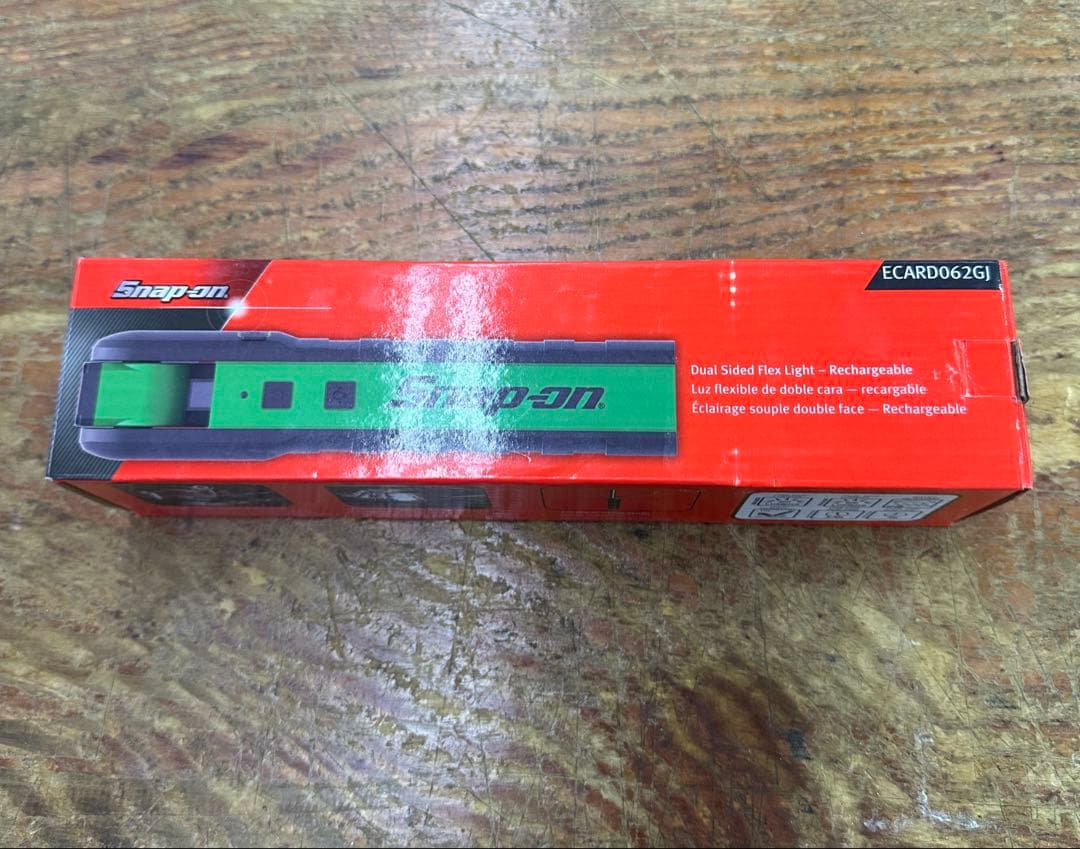 Snap-on
ECARD062GJ
Snap-on®
Dual Sided Flex Light – Rechargeable
Luz flexible de doble cara — recargable
Éclairage souple double face — Rechargeable